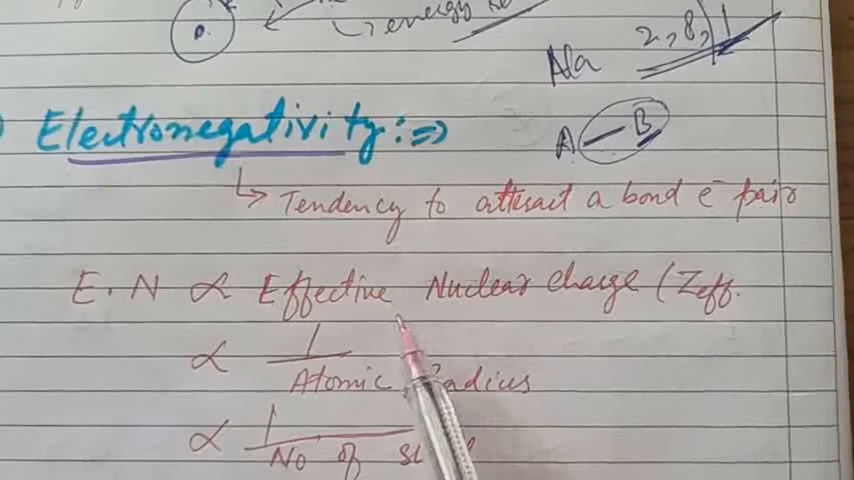 energy
Na 2,8,1
Electronegativity:⇒
A—B
↳ Tendency to attract a bond e⁻ pair
E.N ∝ Effective Nuclear charge (Zeff.
∝ 1
Atomic Radius
∝ 1
No of